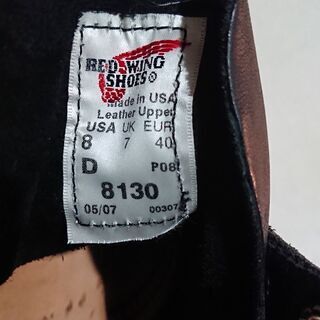 RED WING
SHOES®
Made in USA
Leather Upper
USA UK EUR
8 7 40
D P08
8130
05/07 00307